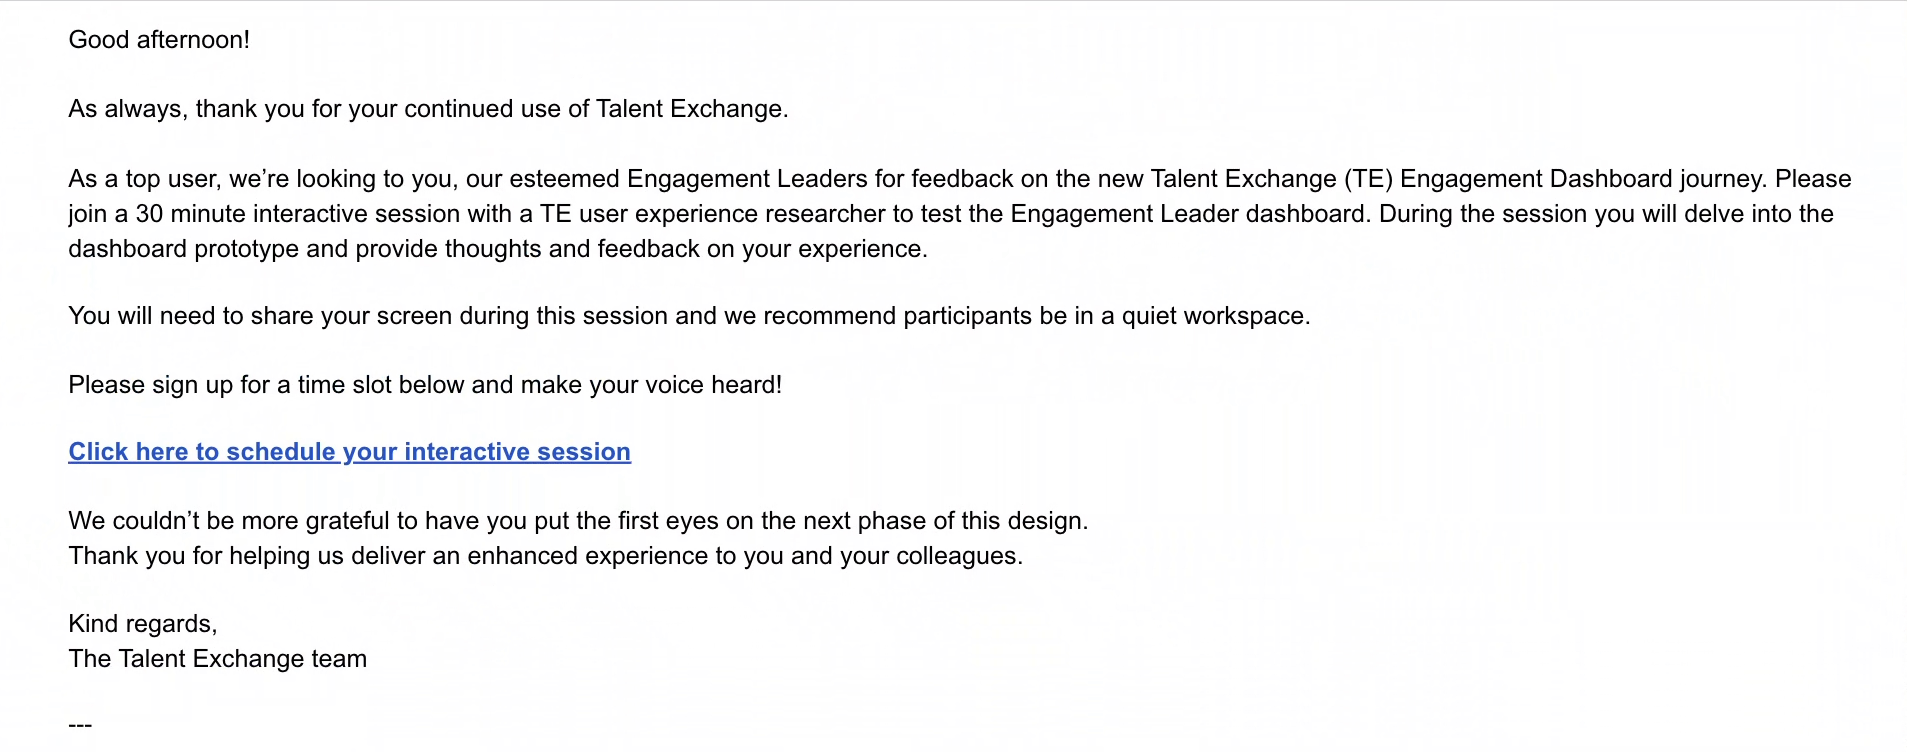 Good afternoon!
As always, thank you for your continued use of Talent Exchange.
As a top user, we’re looking to you, our esteemed Engagement Leaders for feedback on the new Talent Exchange (TE) Engagement Dashboard journey. Please
join a 30 minute interactive session with a TE user experience researcher to test the Engagement Leader dashboard. During the session you will delve into the
dashboard prototype and provide thoughts and feedback on your experience.
You will need to share your screen during this session and we recommend participants be in a quiet workspace.
Please sign up for a time slot below and make your voice heard!
Click here to schedule your interactive session
We couldn’t be more grateful to have you put the first eyes on the next phase of this design.
Thank you for helping us deliver an enhanced experience to you and your colleagues.
Kind regards,
The Talent Exchange team
---